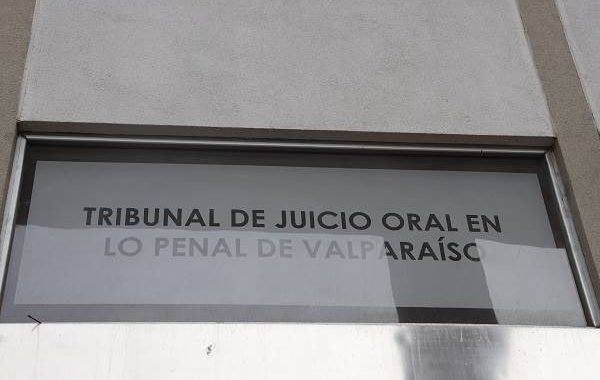 TRIBUNAL DE JUICIO ORAL EN
LO PENAL DE VALPARAÍSO